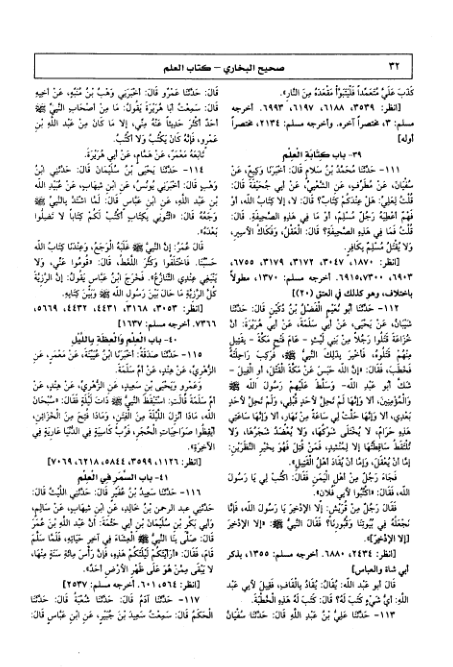 ٣٢
صحيح البخاري – كتاب العلم
كَذَبَ عَلَيَّ مُتَعَمِّداً فَلْيَتَبَوَّأْ مَقْعَدَهُ مِنَ النَّارِ».
[انظر: ٣٥٣٩، ٦١٨٨، ٦١٩٧، ٦٩٩٣. أخرجه
مسلم: ٣، مختصراً آخره. وأخرجه مسلم: ٢١٣٤، مختصراً
أوله]
٣٩- باب كِتَابَةِ العِلْمِ
١١١- حَدَّثَنَا مُحَمَّدُ بْنُ سَلَامٍ قَالَ: أَخْبَرَنَا وَكِيعٌ، عَنْ
سُفْيَانَ، عَنْ مُطَرِّفٍ، عَنِ الشَّعْبِيِّ، عَنْ أَبِي جُحَيْفَةَ قَالَ:
قُلْتُ لِعَلِيٍّ: هَلْ عِنْدَكُمْ كِتَابٌ؟ قَالَ: لَا، إِلَّا كِتَابُ اللَّهِ، أَوْ
فَهْمٌ أُعْطِيَهُ رَجُلٌ مُسْلِمٌ، أَوْ مَا فِي هَذِهِ الصَّحِيفَةِ. قَالَ:
قُلْتُ: فَمَا فِي هَذِهِ الصَّحِيفَةِ؟ قَالَ: العَقْلُ، وَفَكَاكُ الأَسِيرِ،
وَلَا يُقْتَلُ مُسْلِمٌ بِكَافِرٍ.
[انظر: ١٨٧٠، ٣٠٤٧، ٣١٧٢، ٣١٧٩، ٦٧٥٥،
٦٩٠٣، ٦٩١٥، ٧٣٠٠. أخرجه مسلم: ١٣٧٠، مطولاً
باختلاف، وهو كذلك في العتق (٢٠)]
١١٢- حَدَّثَنَا أَبُو نُعَيْمٍ الفَضْلُ بْنُ دُكَيْنٍ قَالَ: حَدَّثَنَا
شَيْبَانُ، عَنْ يَحْيَى، عَنْ أَبِي سَلَمَةَ، عَنْ أَبِي هُرَيْرَةَ: أَنَّ
خُزَاعَةَ قَتَلُوا رَجُلاً مِنْ بَنِي لَيْثٍ – عَامَ فَتْحِ مَكَّةَ – بِقَتِيلٍ
مِنْهُمْ قَتَلُوهُ، فَأُخْبِرَ بِذَلِكَ النَّبِيُّ ﷺ، فَرَكِبَ رَاحِلَتَهُ
فَخَطَبَ، فَقَالَ: «إِنَّ اللَّهَ حَبَسَ عَنْ مَكَّةَ القَتْلَ، أَوِ الفِيلَ -
شَكَّ أَبُو عَبْدِ اللَّهِ- وَسَلَّطَ عَلَيْهِمْ رَسُولَ اللَّهِ ﷺ
وَالمُؤْمِنِينَ، أَلَا وَإِنَّهَا لَمْ تَحِلَّ لِأَحَدٍ قَبْلِي، وَلَمْ تَحِلَّ لِأَحَدٍ
بَعْدِي، أَلَا وَإِنَّهَا حَلَّتْ لِي سَاعَةً مِنْ نَهَارٍ، أَلَا وَإِنَّهَا سَاعَتِي
هَذِهِ حَرَامٌ، لَا يُخْتَلَى شَوْكُهَا، وَلَا يُعْضَدُ شَجَرُهَا، وَلَا
تُلْتَقَطُ سَاقِطَتُهَا إِلَّا لِمُنْشِدٍ، فَمَنْ قُتِلَ فَهُوَ بِخَيْرِ النَّظَرَيْنِ:
إِمَّا أَنْ يُعْقَلَ، وَإِمَّا أَنْ يُقَادَ أَهْلُ القَتِيلِ».
فَجَاءَ رَجُلٌ مِنْ أَهْلِ اليَمَنِ فَقَالَ: اكْتُبْ لِي يَا رَسُولَ
اللَّهِ، فَقَالَ: «اكْتُبُوا لِأَبِي فُلَانٍ».
فَقَالَ رَجُلٌ مِنْ قُرَيْشٍ: إِلَّا الإِذْخِرَ يَا رَسُولَ اللَّهِ، فَإِنَّا
نَجْعَلُهُ فِي بُيُوتِنَا وَقُبُورِنَا؟ فَقَالَ النَّبِيُّ ﷺ: «إِلَّا الإِذْخِرَ
إِلَّا الإِذْخِرَ».
[انظر: ٢٤٣٤، ٦٨٨٠. أخرجه مسلم: ١٣٥٥، بذكر
أبي شاة والعباس]
قَالَ أَبُو عَبْدِ اللَّهِ: يُقَالُ: يُقَادُ بِالْقَافِ، فَقِيلَ لِأَبِي عَبْدِ
اللَّهِ: أَيُّ شَيْءٍ كَتَبَ لَهُ؟ قَالَ: كَتَبَ لَهُ هَذِهِ الْخُطْبَةَ.
١١٣- حَدَّثَنَا عَلِيُّ بْنُ عَبْدِ اللَّهِ قَالَ: حَدَّثَنَا سُفْيَانُ
قَالَ: حَدَّثَنَا عَمْرٌو قَالَ: أَخْبَرَنِي وَهْبُ بْنُ مُنَبِّهٍ، عَنْ أَخِيهِ
قَالَ: سَمِعْتُ أَبَا هُرَيْرَةَ يَقُولُ: مَا مِنْ أَصْحَابِ النَّبِيِّ ﷺ
أَحَدٌ أَكْثَرَ حَدِيثاً عَنْهُ مِنِّي، إِلَّا مَا كَانَ مِنْ عَبْدِ اللَّهِ بْنِ
عَمْرٍو، فَإِنَّهُ كَانَ يَكْتُبُ وَلَا أَكْتُبُ.
تَابَعَهُ مَعْمَرٌ، عَنْ هَمَّامٍ، عَنْ أَبِي هُرَيْرَةَ.
١١٤- حَدَّثَنَا يَحْيَى بْنُ سُلَيْمَانَ قَالَ: حَدَّثَنِي ابْنُ
وَهْبٍ قَالَ: أَخْبَرَنِي يُونُسُ، عَنِ ابْنِ شِهَابٍ، عَنْ عُبَيْدِ اللَّهِ
بْنِ عَبْدِ اللَّهِ، عَنِ ابْنِ عَبَّاسٍ قَالَ: لَمَّا اشْتَدَّ بِالنَّبِيِّ ﷺ
وَجَعُهُ قَالَ: «ائْتُونِي بِكِتَابٍ أَكْتُبْ لَكُمْ كِتَاباً لَا تَضِلُّوا
بَعْدَهُ».
قَالَ عُمَرُ: إِنَّ النَّبِيَّ ﷺ غَلَبَهُ الْوَجَعُ، وَعِنْدَنَا كِتَابُ اللَّهِ
حَسْبُنَا. فَاخْتَلَفُوا وَكَثُرَ اللَّغَطُ، قَالَ: «قُومُوا عَنِّي، وَلَا
يَنْبَغِي عِنْدِي التَّنَازُعُ». فَخَرَجَ ابْنُ عَبَّاسٍ يَقُولُ: إِنَّ الرَّزِيَّةَ
كُلَّ الرَّزِيَّةِ مَا حَالَ بَيْنَ رَسُولِ اللَّهِ ﷺ وَبَيْنَ كِتَابِهِ.
[انظر: ٣٠٥٣، ٣١٦٨، ٤٤٣١، ٤٤٣٢، ٥٦٦٩،
٧٣٦٦. أخرجه مسلم: ١٦٣٧]
٤٠- باب العِلْمِ وَالعِظَةِ بِاللَّيْلِ
١١٥- حَدَّثَنَا صَدَقَةُ: أَخْبَرَنَا ابْنُ عُيَيْنَةَ، عَنْ مَعْمَرٍ، عَنِ
الزُّهْرِيِّ، عَنْ هِنْدٍ، عَنْ أُمِّ سَلَمَةَ.
وَعَمْرٍو وَيَحْيَى بْنِ سَعِيدٍ، عَنِ الزُّهْرِيِّ، عَنْ هِنْدٍ، عَنْ
أُمِّ سَلَمَةَ قَالَتْ: اسْتَيْقَظَ النَّبِيُّ ﷺ ذَاتَ لَيْلَةٍ فَقَالَ: «سُبْحَانَ
اللَّهِ، مَاذَا أُنْزِلَ اللَّيْلَةَ مِنَ الفِتَنِ، وَمَاذَا فُتِحَ مِنَ الخَزَائِنِ،
أَيْقِظُوا صَوَاحِبَاتِ الحُجَرِ، فَرُبَّ كَاسِيَةٍ فِي الدُّنْيَا عَارِيَةٍ فِي
الآخِرَةِ».
[انظر: ١١٢٦، ٣٥٩٩، ٥٨٤٤، ٦٢١٨، ٧٠٦٩]
٤١- باب السَّمَرِ فِي العِلْمِ
١١٦- حَدَّثَنَا سَعِيدُ بْنُ عُفَيْرٍ قَالَ: حَدَّثَنِي اللَّيْثُ قَالَ:
حَدَّثَنِي عبد الرحمن بْنُ خَالِدٍ، عَنِ ابْنِ شِهَابٍ، عَنْ سَالِمٍ،
وَأَبِي بَكْرِ بْنِ سُلَيْمَانَ بْنِ أَبِي حَثْمَةَ: أَنَّ عَبْدَ اللَّهِ بْنَ عُمَرَ
قَالَ: صَلَّى بِنَا النَّبِيُّ ﷺ العِشَاءَ فِي آخِرِ حَيَاتِهِ، فَلَمَّا سَلَّمَ
قَامَ، فَقَالَ: «أَرَأَيْتَكُمْ لَيْلَتَكُمْ هَذِهِ، فَإِنَّ رَأْسَ مِائَةِ سَنَةٍ مِنْهَا،
لَا يَبْقَى مِمَّنْ هُوَ عَلَى ظَهْرِ الأَرْضِ أَحَدٌ».
[انظر: ٥٦٤، ٦٠١. أخرجه مسلم: ٢٥٣٧]
١١٧- حَدَّثَنَا آدَمُ قَالَ: حَدَّثَنَا شُعْبَةُ قَالَ: حَدَّثَنَا
الْحَكَمُ قَالَ: سَمِعْتُ سَعِيدَ بْنَ جُبَيْرٍ، عَنِ ابْنِ عَبَّاسٍ قَالَ: